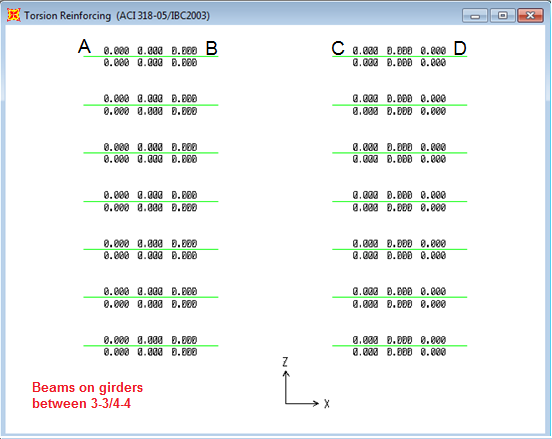 Torsion Reinforcing (ACI 318-05/IBC2003)
A 0.000 0.000 0.000 B C 0.000 0.000 0.000 D
0.000 0.000 0.000 0.000 0.000 0.000
0.000 0.000 0.000 0.000 0.000 0.000
0.000 0.000 0.000 0.000 0.000 0.000
0.000 0.000 0.000 0.000 0.000 0.000
0.000 0.000 0.000 0.000 0.000 0.000
0.000 0.000 0.000 0.000 0.000 0.000
0.000 0.000 0.000 0.000 0.000 0.000
0.000 0.000 0.000 0.000 0.000 0.000
0.000 0.000 0.000 0.000 0.000 0.000
0.000 0.000 0.000 0.000 0.000 0.000
0.000 0.000 0.000 0.000 0.000 0.000
0.000 0.000 0.000 0.000 0.000 0.000
0.000 0.000 0.000 0.000 0.000 0.000
Z
X
Beams on girders
between 3-3/4-4